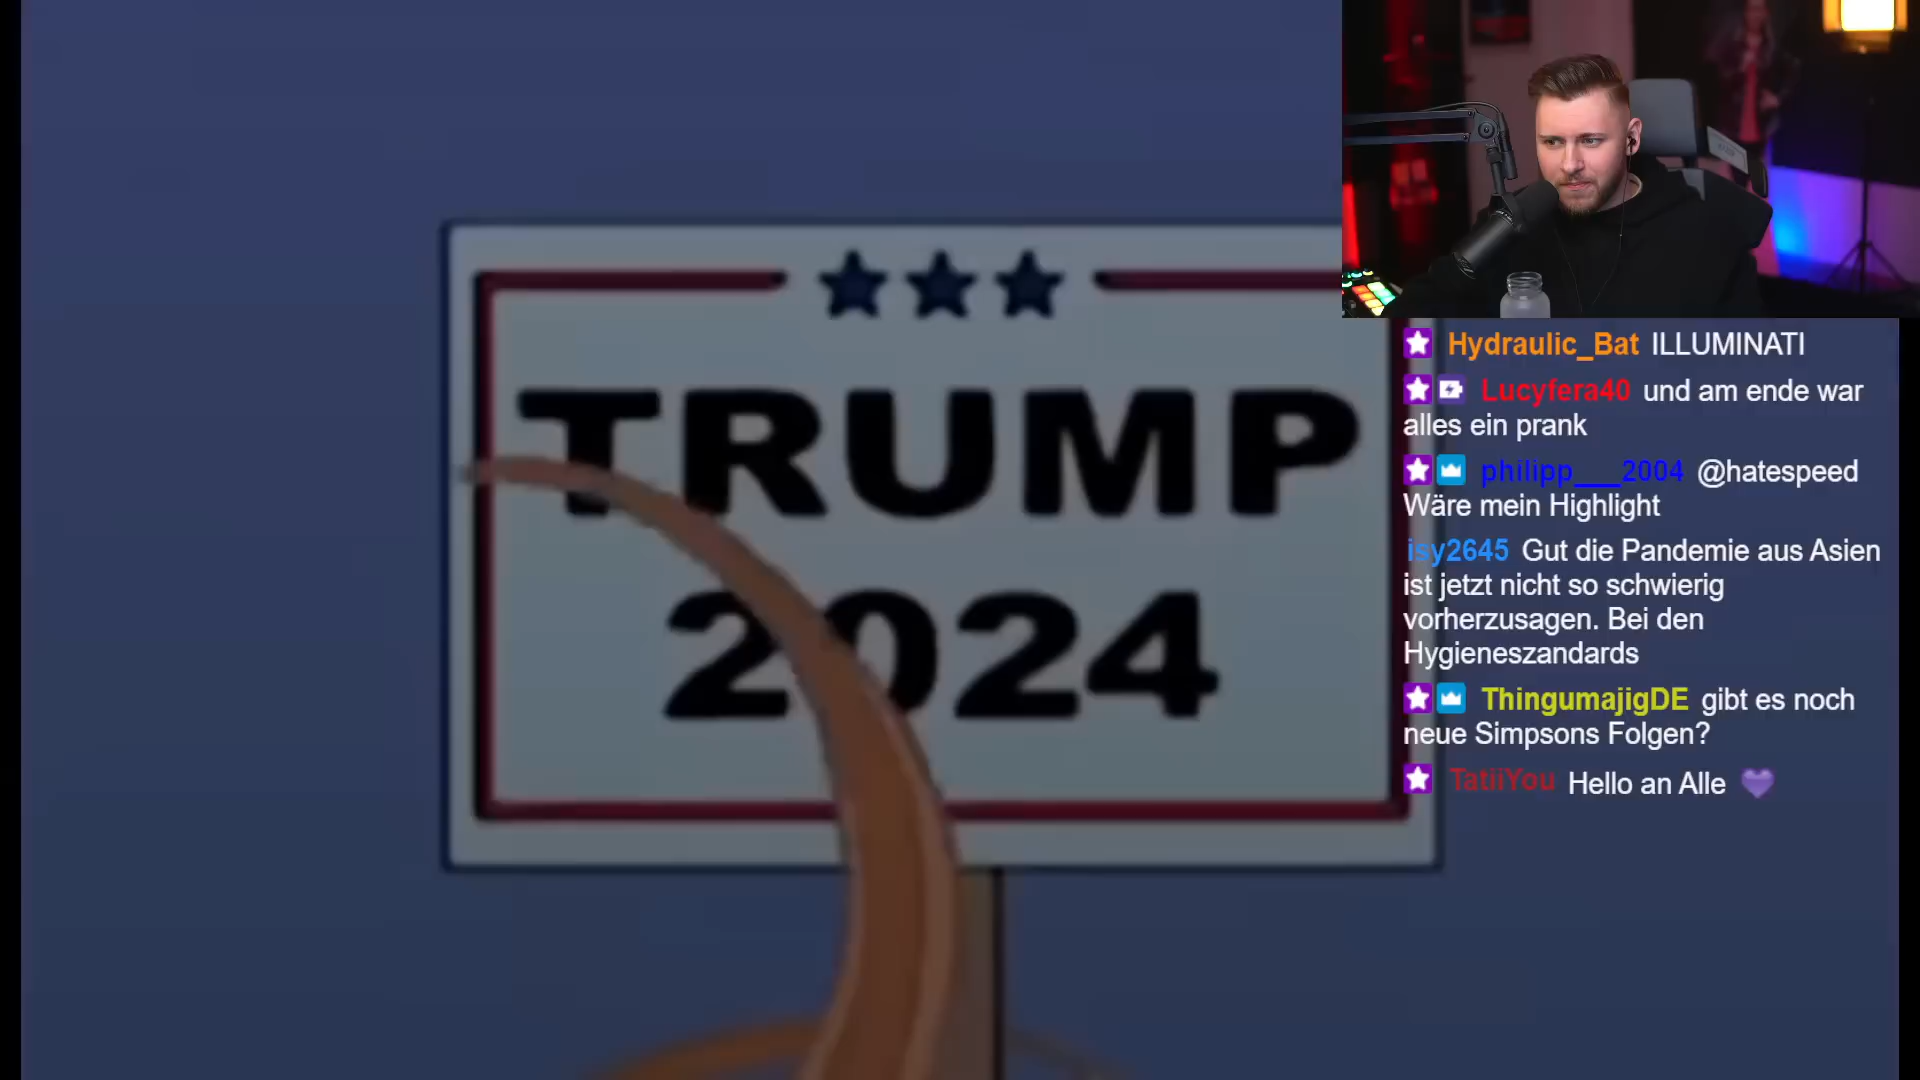 TRUMP
2024
Hydraulic_Bat ILLUMINATI
Lucyfera40 und am ende war
alles ein prank
philipp___2004 @hatespeed
Wäre mein Highlight
isy2645 Gut die Pandemie aus Asien
ist jetzt nicht so schwierig
vorherzusagen. Bei den
Hygieneszandards
ThingumajigDE gibt es noch
neue Simpsons Folgen?
TatiiYou Hello an Alle 💜